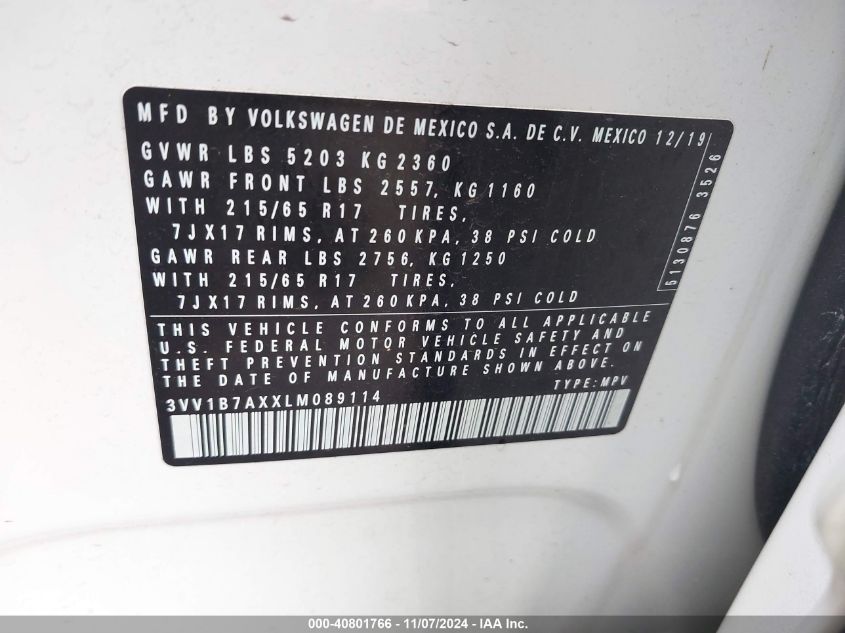 MFD BY VOLKSWAGEN DE MEXICO S.A. DE C.V. MEXICO 12/19
GVWR LBS 5203 KG 2360
GAWR FRONT LBS 2557, KG 1160
WITH 215/65 R17 TIRES,
7JX17 RIMS, AT 260 KPA, 38 PSI COLD
GAWR REAR LBS 2756, KG 1250
WITH 215/65 R17 TIRES,
7JX17 RIMS, AT 260 KPA, 38 PSI COLD
5130876 3526
THIS VEHICLE CONFORMS TO ALL APPLICABLE
U.S. FEDERAL MOTOR VEHICLE SAFETY AND
THEFT PREVENTION STANDARDS IN EFFECT ON
THE DATE OF MANUFACTURE SHOWN ABOVE.
TYPE: MPV
3VV1B7AXXLM089114
000-40801766 - 11/07/2024 - IAA Inc.